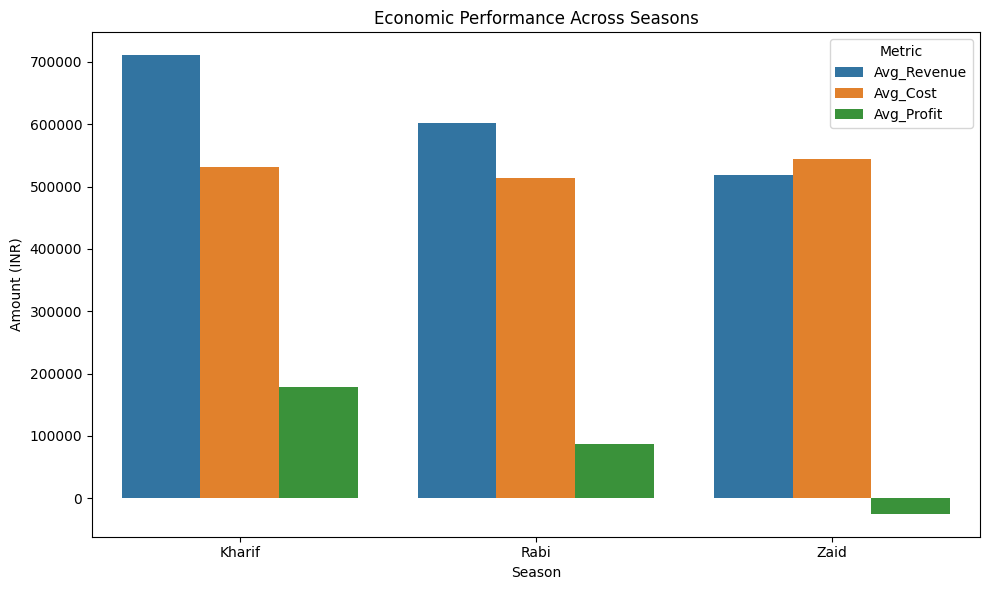 Economic Performance Across Seasons
Metric
Avg_Revenue
Avg_Cost
Avg_Profit
Amount (INR)
700000
600000
500000
400000
300000
200000
100000
0
Kharif
Rabi
Zaid
Season